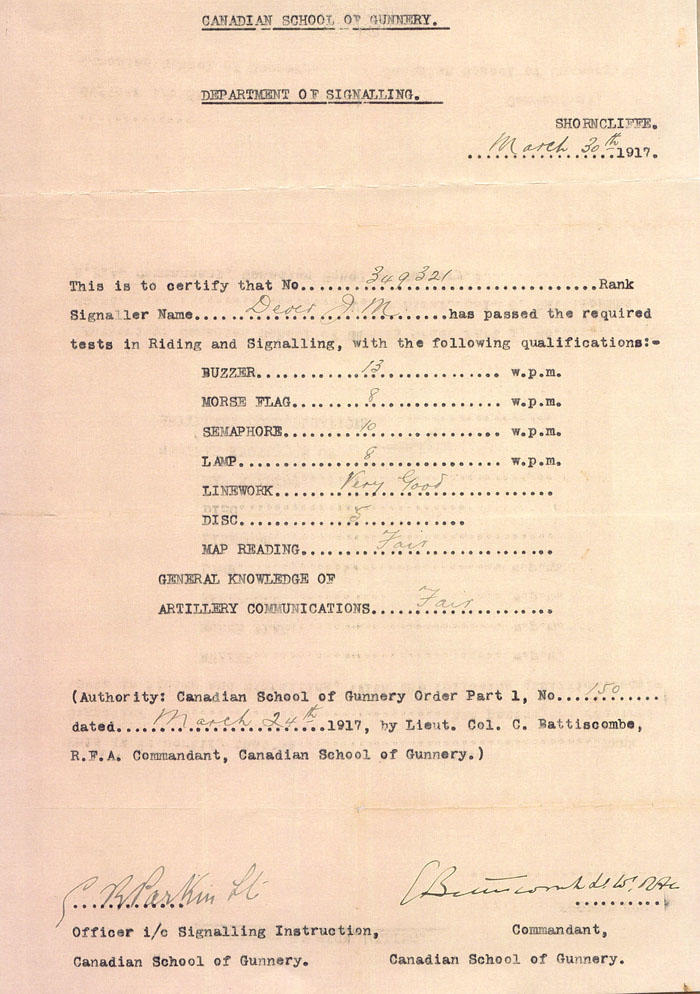 CANADIAN SCHOOL OF GUNNERY.
DEPARTMENT OF SIGNALLING.
SHORNCLIFFE.
March 30th 1917.
This is to certify that No. 349321 Rank
Signaller Name J. M. has passed the required
tests in Riding and Signalling, with the following qualifications:-
BUZZER 13 w.p.m.
MORSE FLAG 8 w.p.m.
SEMAPHORE 10 w.p.m.
LAMP 8 w.p.m.
LINEWORK Very Good
DISC 5
MAP READING Fair
GENERAL KNOWLEDGE OF
ARTILLERY COMMUNICATIONS Fair
(Authority: Canadian School of Gunnery Order Part 1, No. 150
dated March 24th 1917, by Lieut. Col. C. Battiscombe,
R.F.A. Commandant, Canadian School of Gunnery.)
Parkin Lt
Officer i/c Signalling Instruction, Commandant,
Canadian School of Gunnery. Canadian School of Gunnery.